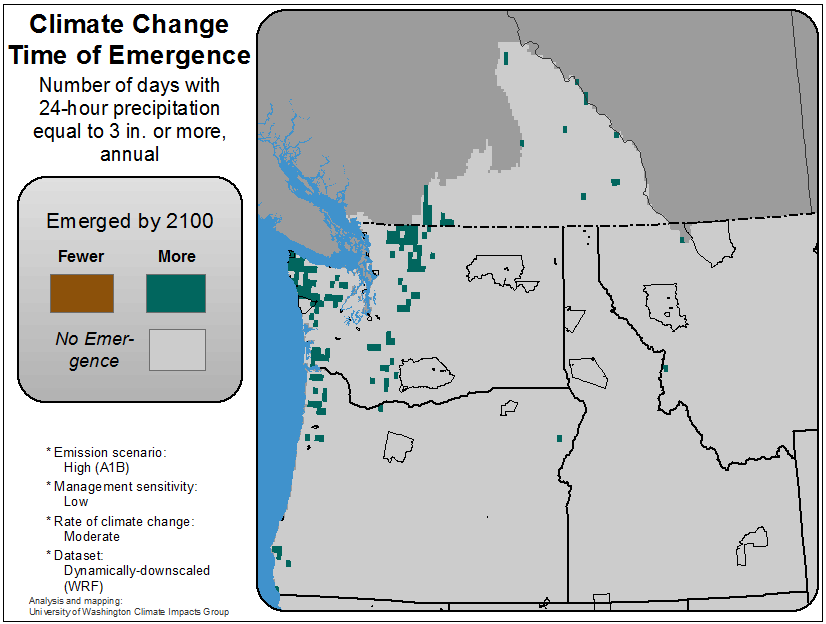 Climate Change
Time of Emergence
Number of days with
24-hour precipitation
equal to 3 in. or more,
annual
Emerged by 2100
Fewer
More
No Emer-
gence
* Emission scenario:
High (A1B)
* Management sensitivity:
Low
* Rate of climate change:
Moderate
* Dataset:
Dynamically-downscaled
(WRF)
Analysis and mapping:
University of Washington Climate Impacts Group